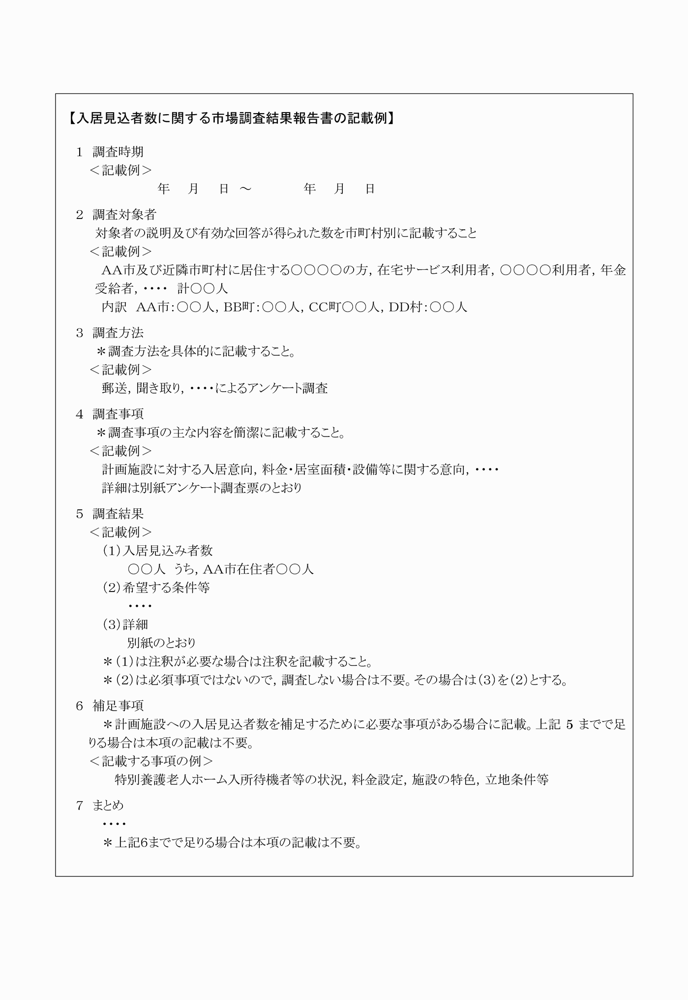 【入居見込者数に関する市場調査結果報告書の記載例】
1 調査時期
＜記載例＞
年 月 日 ～ 年 月 日
2 調査対象者
対象者の説明及び有効な回答が得られた数を市町村別に記載すること
＜記載例＞
AA市及び近隣市町村に居住する○○○○の方，在宅サービス利用者，○○○○利用者，年金
受給者，・・・・ 計○○人
内訳 AA市：○○人，BB町：○○人，CC町○○人，DD村：○○人
3 調査方法
＊調査方法を具体的に記載すること。
＜記載例＞
郵送，聞き取り，・・・・によるアンケート調査
4 調査事項
＊調査事項の主な内容を簡潔に記載すること。
＜記載例＞
計画施設に対する入居意向，料金・居室面積・設備等に関する意向，・・・・
詳細は別紙アンケート調査票のとおり
5 調査結果
＜記載例＞
（1）入居見込み者数
○○人 うち，AA市在住者○○人
（2）希望する条件等
・・・・
（3）詳細
別紙のとおり
＊（1）は注釈が必要な場合は注釈を記載すること。
＊（2）は必須事項ではないので，調査しない場合は不要。その場合は（3）を（2）とする。
6 補足事項
＊計画施設への入居見込者数を補足するために必要な事項がある場合に記載。上記 5 までで足
りる場合は本項の記載は不要。
＜記載する事項の例＞
特別養護老人ホーム入所待機者等の状況，料金設定，施設の特色，立地条件等
7 まとめ
・・・・
＊上記6までで足りる場合は本項の記載は不要。